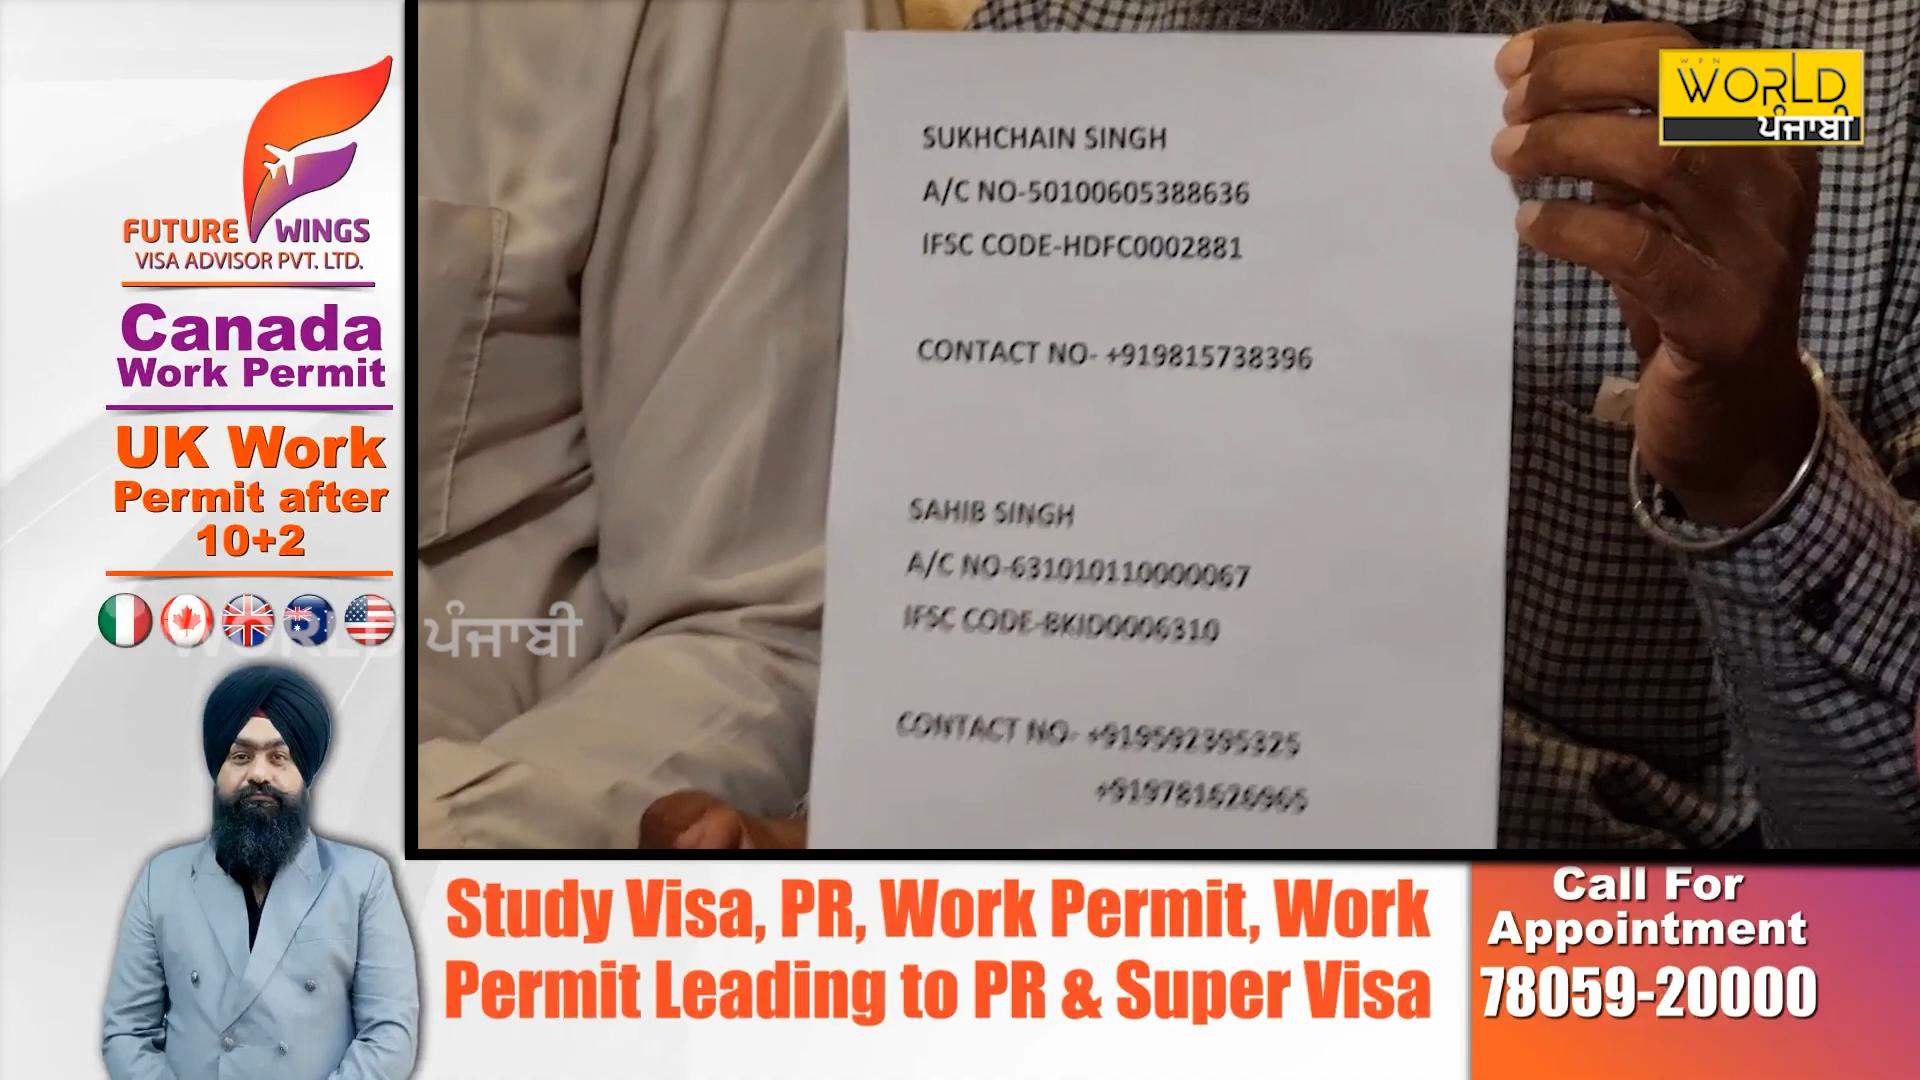 FUTURE WINGS
VISA ADVISOR PVT. LTD.
Canada
Work Permit
UK Work
Permit after
10+2
WORLD ਪੰਜਾਬੀ
SUKHCHAIN SINGH
A/C NO-50100605388636
IFSC CODE-HDFC0002881
CONTACT NO- +919815738396
SAHIB SINGH
A/C NO-631010110000067
IFSC CODE-BKID0006310
CONTACT NO- +919592395325
+919781626965
WPN
WORLD
ਪੰਜਾਬੀ
Study Visa, PR, Work Permit, Work
Permit Leading to PR & Super Visa
Call For
Appointment
78059-20000